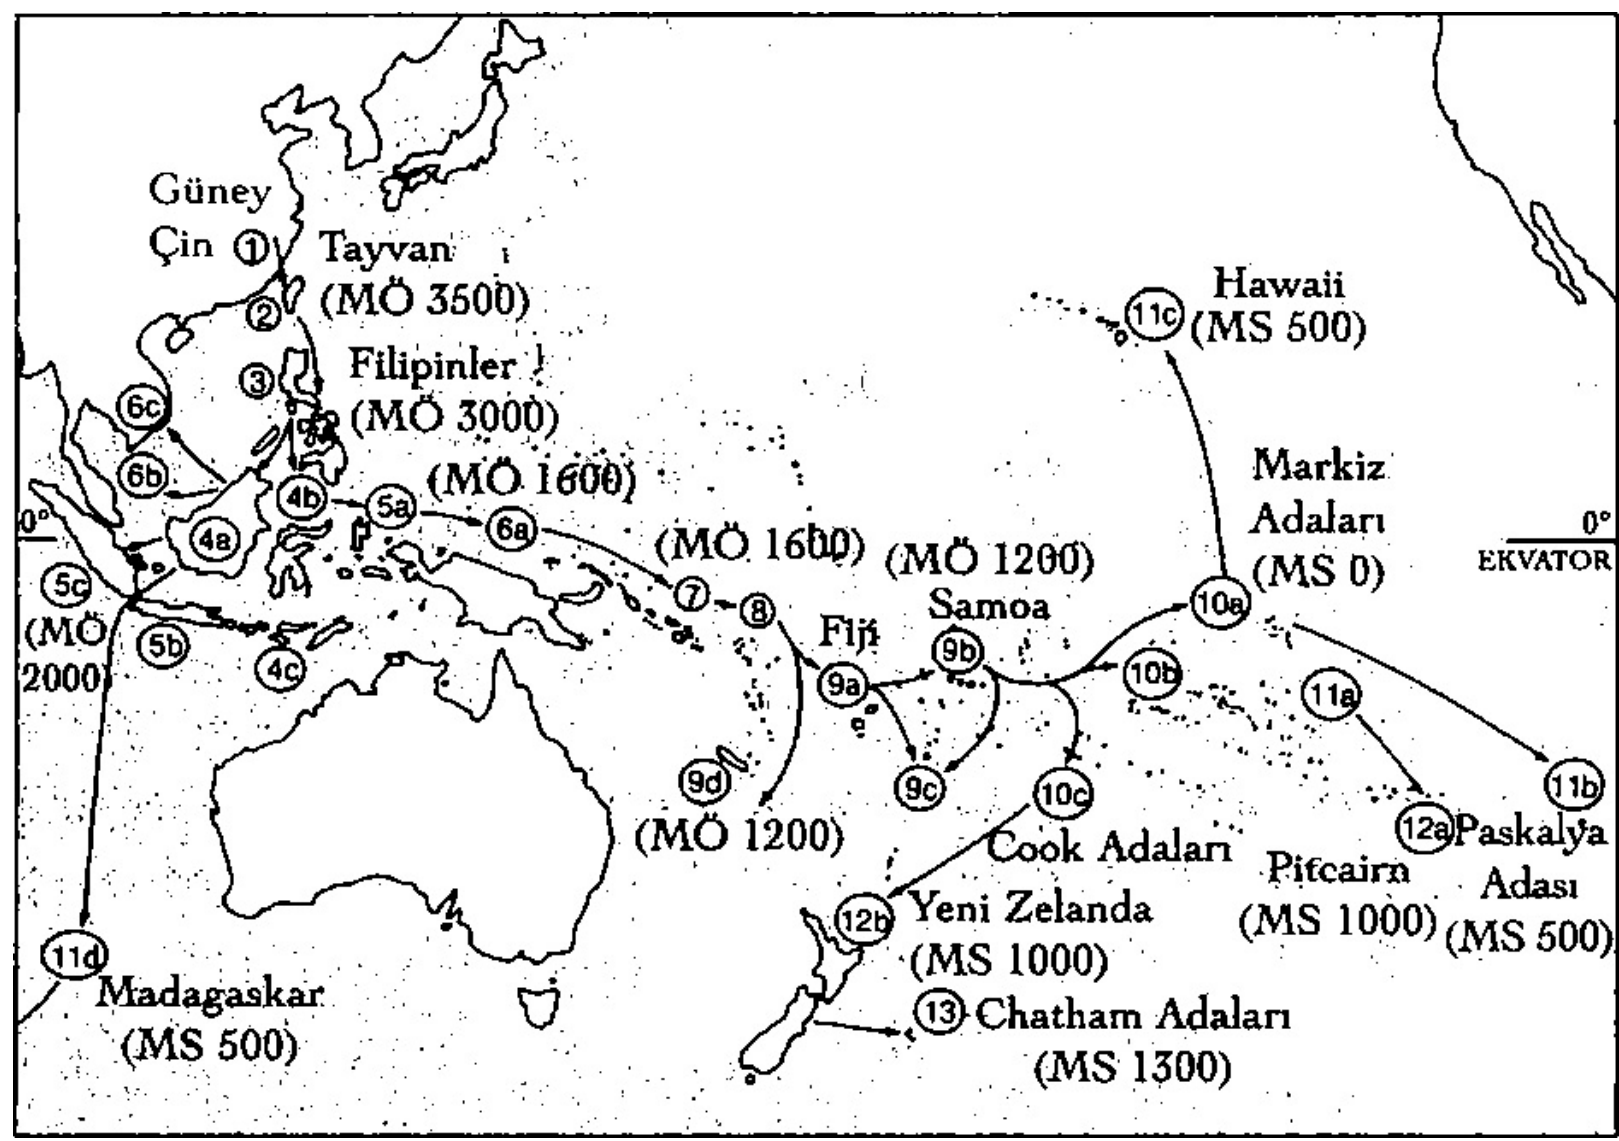 Güney
Çin 1
Tayvan
(MÖ 3500)
2
Filipinler
(MÖ 3000)
3
6c
6b
4a
4b
5a
(MÖ 1600)
6a
0°
5c
(MÖ
2000)
5b
4c
(MÖ 1600)
7
8
Fiji
9a
(MÖ 1200)
Samoa
9b
9c
9d
(MÖ 1200)
Hawaii
11c (MS 500)
Markiz
Adaları
(MS 0)
10a
0°
EKVATOR
10b
10c
Cook Adaları
11a
11b
12a Paskalya
Adası
(MS 500)
Pitcairn
(MS 1000)
12b Yeni Zelanda
(MS 1000)
13 Chatham Adaları
(MS 1300)
11d
Madagaskar
(MS 500)